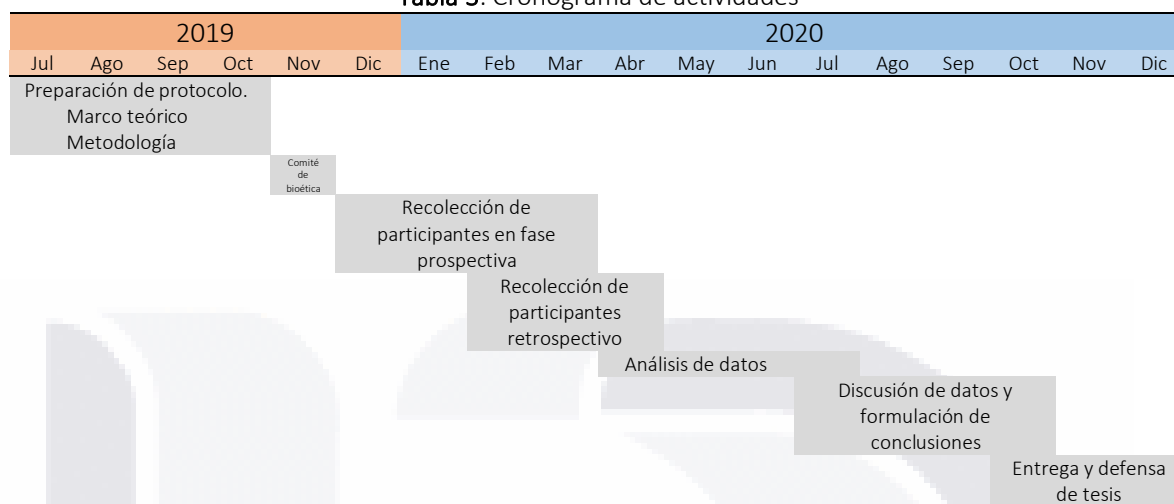 Tabla 3. Cronograma de actividades
2019 2020
Jul Ago Sep Oct Nov Dic Ene Feb Mar Abr May Jun Jul Ago Sep Oct Nov Dic
Preparación de protocolo.
Marco teórico
Metodología
Comité
de
bioética
Recolección de
participantes en fase
prospectiva
Recolección de
participantes
retrospectivo
Análisis de datos
Discusión de datos y
formulación de
conclusiones
Entrega y defensa
de tesis